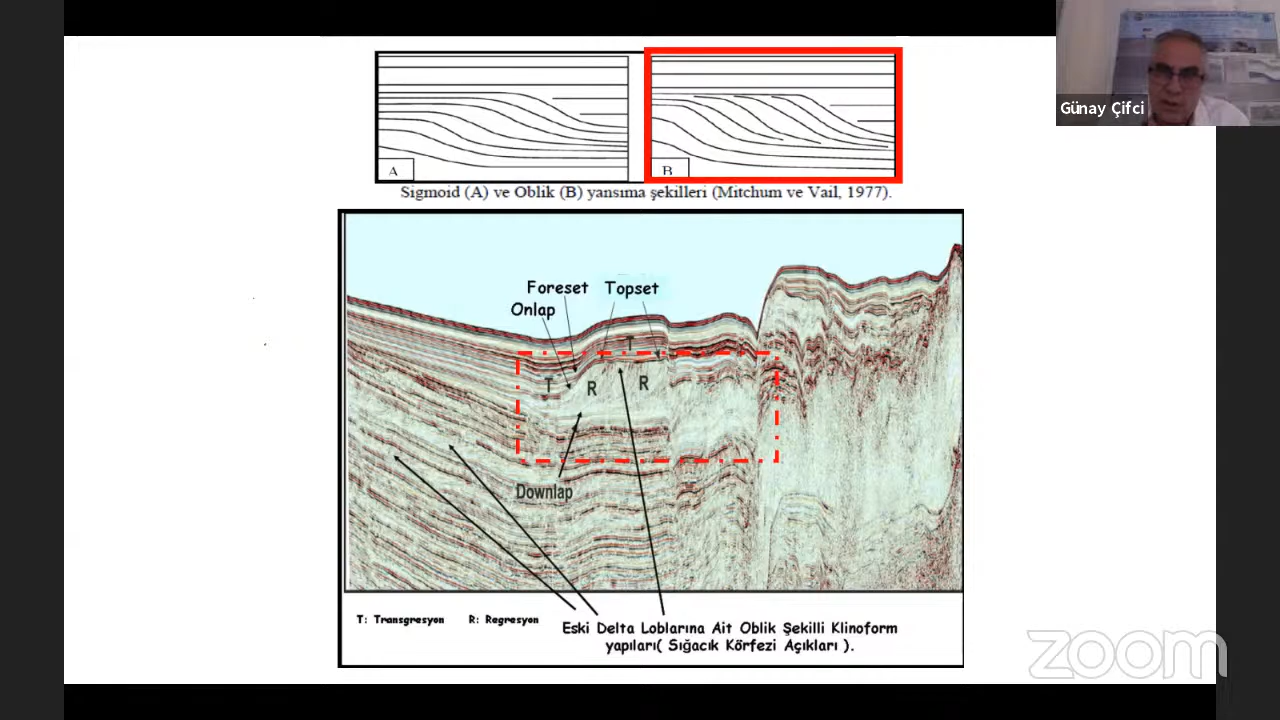 Günay Çifci
A
B
Sigmoid (A) ve Oblik (B) yansıma şekilleri (Mitchum ve Vail, 1977).
Foreset
Topset
Onlap
T
T
R
R
Downlap
T: Transgresyon R: Regresyon
Eski Delta Loblarına Ait Oblik Şekilli Klinoform
yapıları( Sığacık Körfezi Açıkları ).
zoom